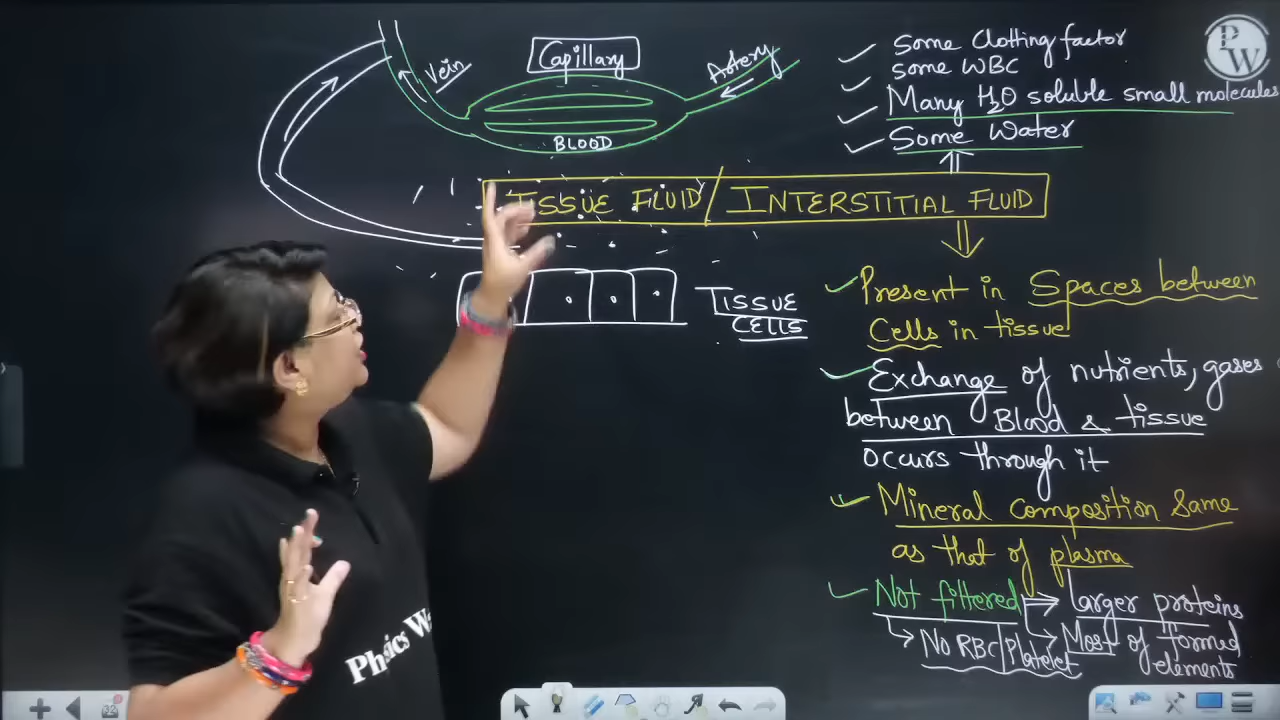 Vein
Capillary
Artery
BLOOD
Some Clotting factor
Some WBC
Many H2O soluble small molecules
Some Water
PW
TISSUE FLUID / INTERSTITIAL FLUID
TISSUE
CELLS
Present in Spaces between
Cells in tissue
Exchange of nutrients, gases
between Blood & tissue
occurs through it
Mineral composition Same
as that of plasma
Not filtered
Larger proteins
No RBC|Platelet
Most of formed
elements
Physics W